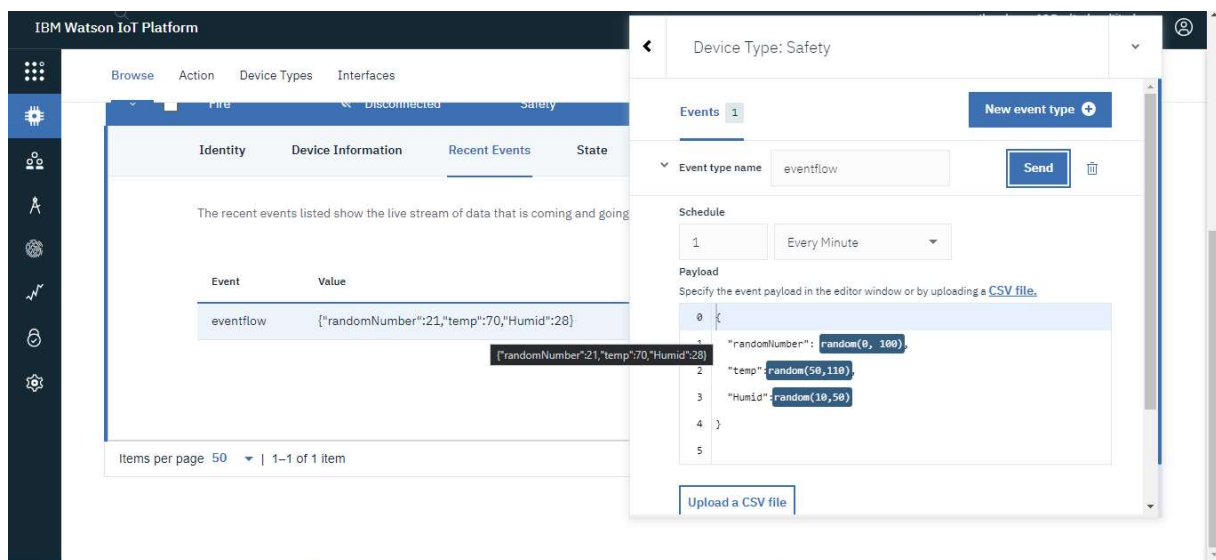 IBM Watson IoT Platform
Browse Action Device Types Interfaces
Fire Disconnected Safety
Identity Device Information Recent Events State
The recent events listed show the live stream of data that is coming and going
Event Value
eventflow {"randomNumber":21,"temp":70,"Humid":28}
{"randomNumber":21,"temp":70,"Humid":28}
Items per page 50 | 1–1 of 1 item
Device Type: Safety
Events 1
New event type
Event type name eventflow Send
Schedule
1 Every Minute
Payload
Specify the event payload in the editor window or by uploading a CSV file.
0 {
1 "randomNumber": random(0, 100),
2 "temp":random(50,110),
3 "Humid":random(10,50)
4 }
5
Upload a CSV file